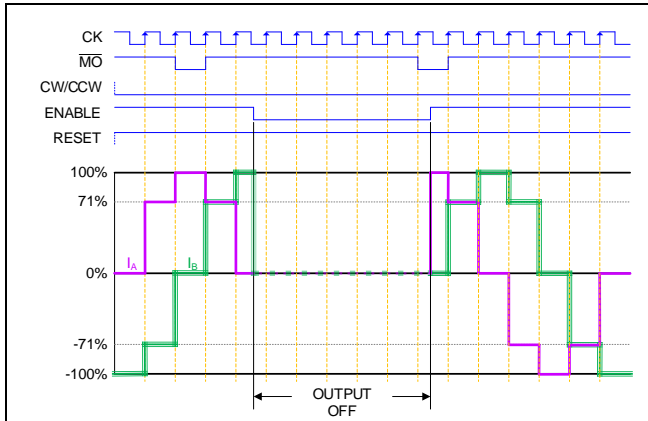 CK
MO
CW/CCW
ENABLE
RESET
100%
71%
IA
IB
0%
-71%
-100%
OUTPUT
OFF